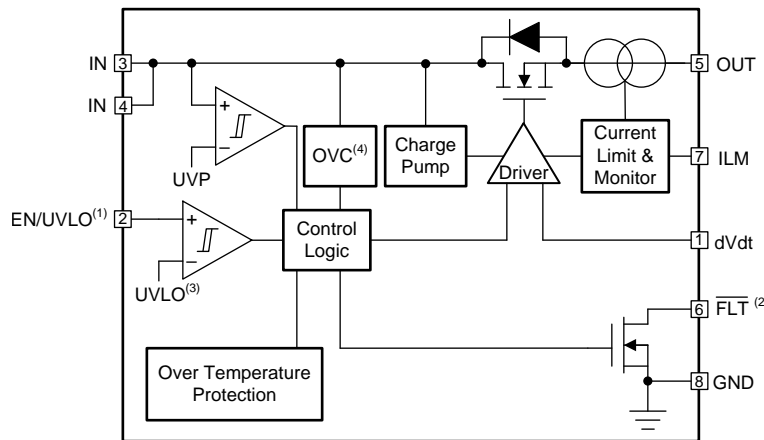 IN 3
5 OUT
IN 4
+
−
UVP
OVC(4)
Charge
Pump
Driver
Current
Limit &
Monitor
7 ILM
EN/UVLO(1) 2
+
−
UVLO(3)
Control
Logic
1 dVdt
6 FLT (2
Over Temperature
Protection
8 GND